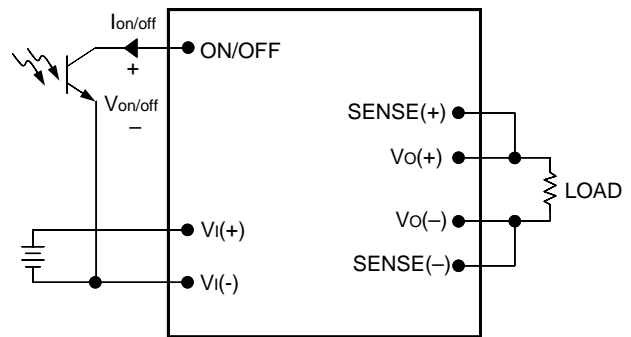 Ion/off
ON/OFF
+
Von/off
–
SENSE(+)
VO(+)
LOAD
VO(–)
VI(+)
SENSE(–)
VI(-)